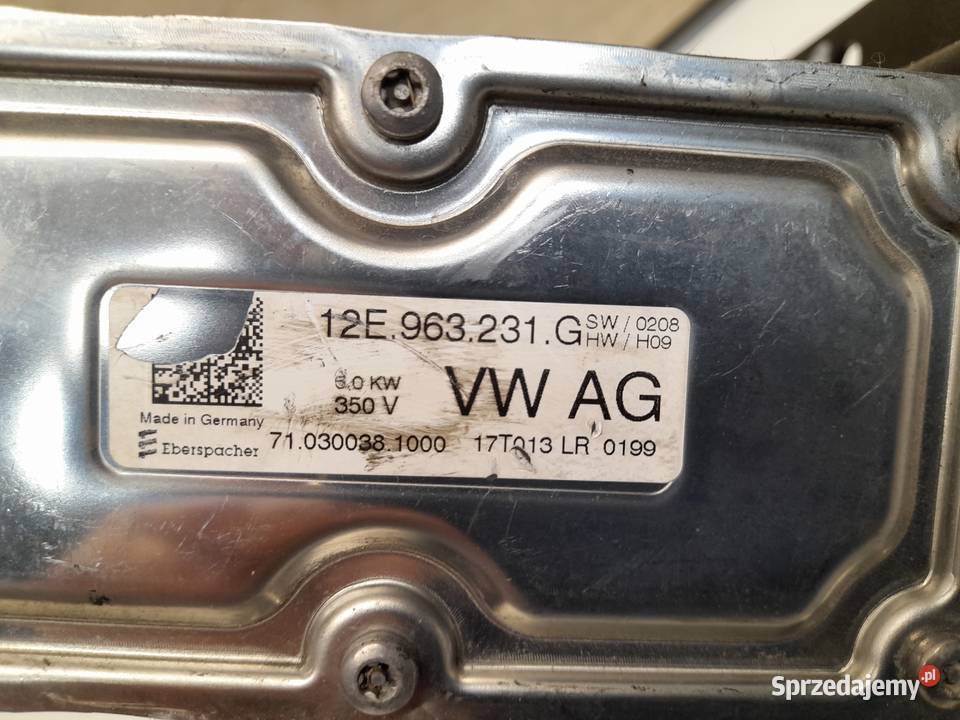 12E.963.231.G SW / 0208
HW / H09
6.0 KW
350 V
VW AG
Made in Germany
Eberspacher
71.030038.1000 17T013 LR 0199
Sprzedajemy.pl